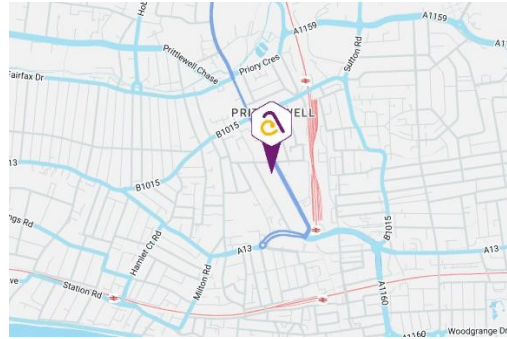 A1159
A1159
Prittlewell Chase
Priory Cres
Sutton Rd
Fairfax Dr
B1015
B1015
A13
B1015
Hamlet Ct Rd
Milton Rd
A13
A13
Station Rd
A1160
A1160
Woodgrange Dr